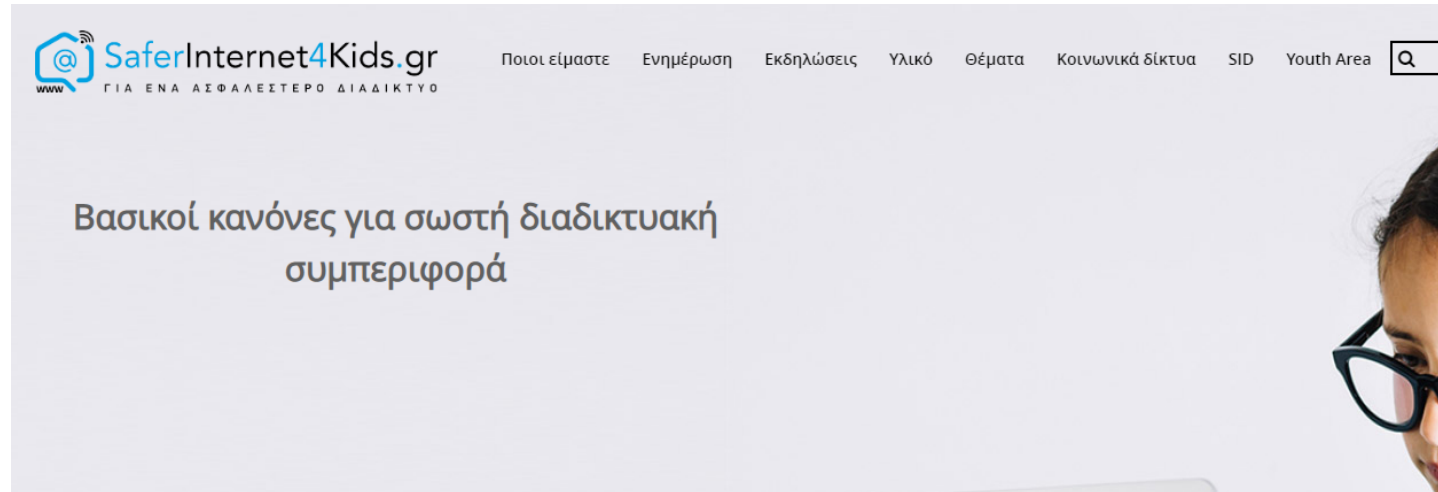 SaferInternet4Kids.gr
www ΓΙΑ ΕΝΑ ΑΣΦΑΛΕΣΤΕΡΟ ΔΙΑΔΙΚΤΥΟ
Ποιοι είμαστε Ενημέρωση Εκδηλώσεις Υλικό Θέματα Κοινωνικά δίκτυα SID Youth Area
Βασικοί κανόνες για σωστή διαδικτυακή
συμπεριφορά